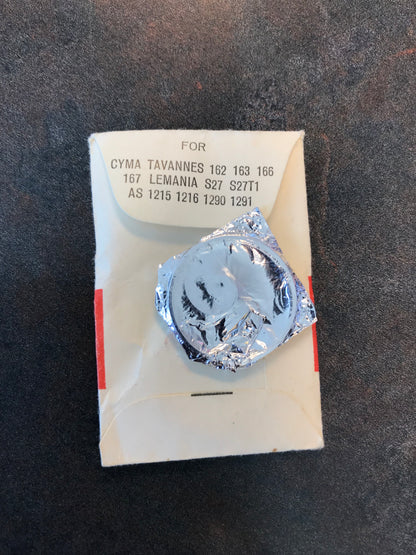 FOR
CYMA TAVANNES 162 163 166
167 LEMANIA S27 S27T1
AS 1215 1216 1290 1291